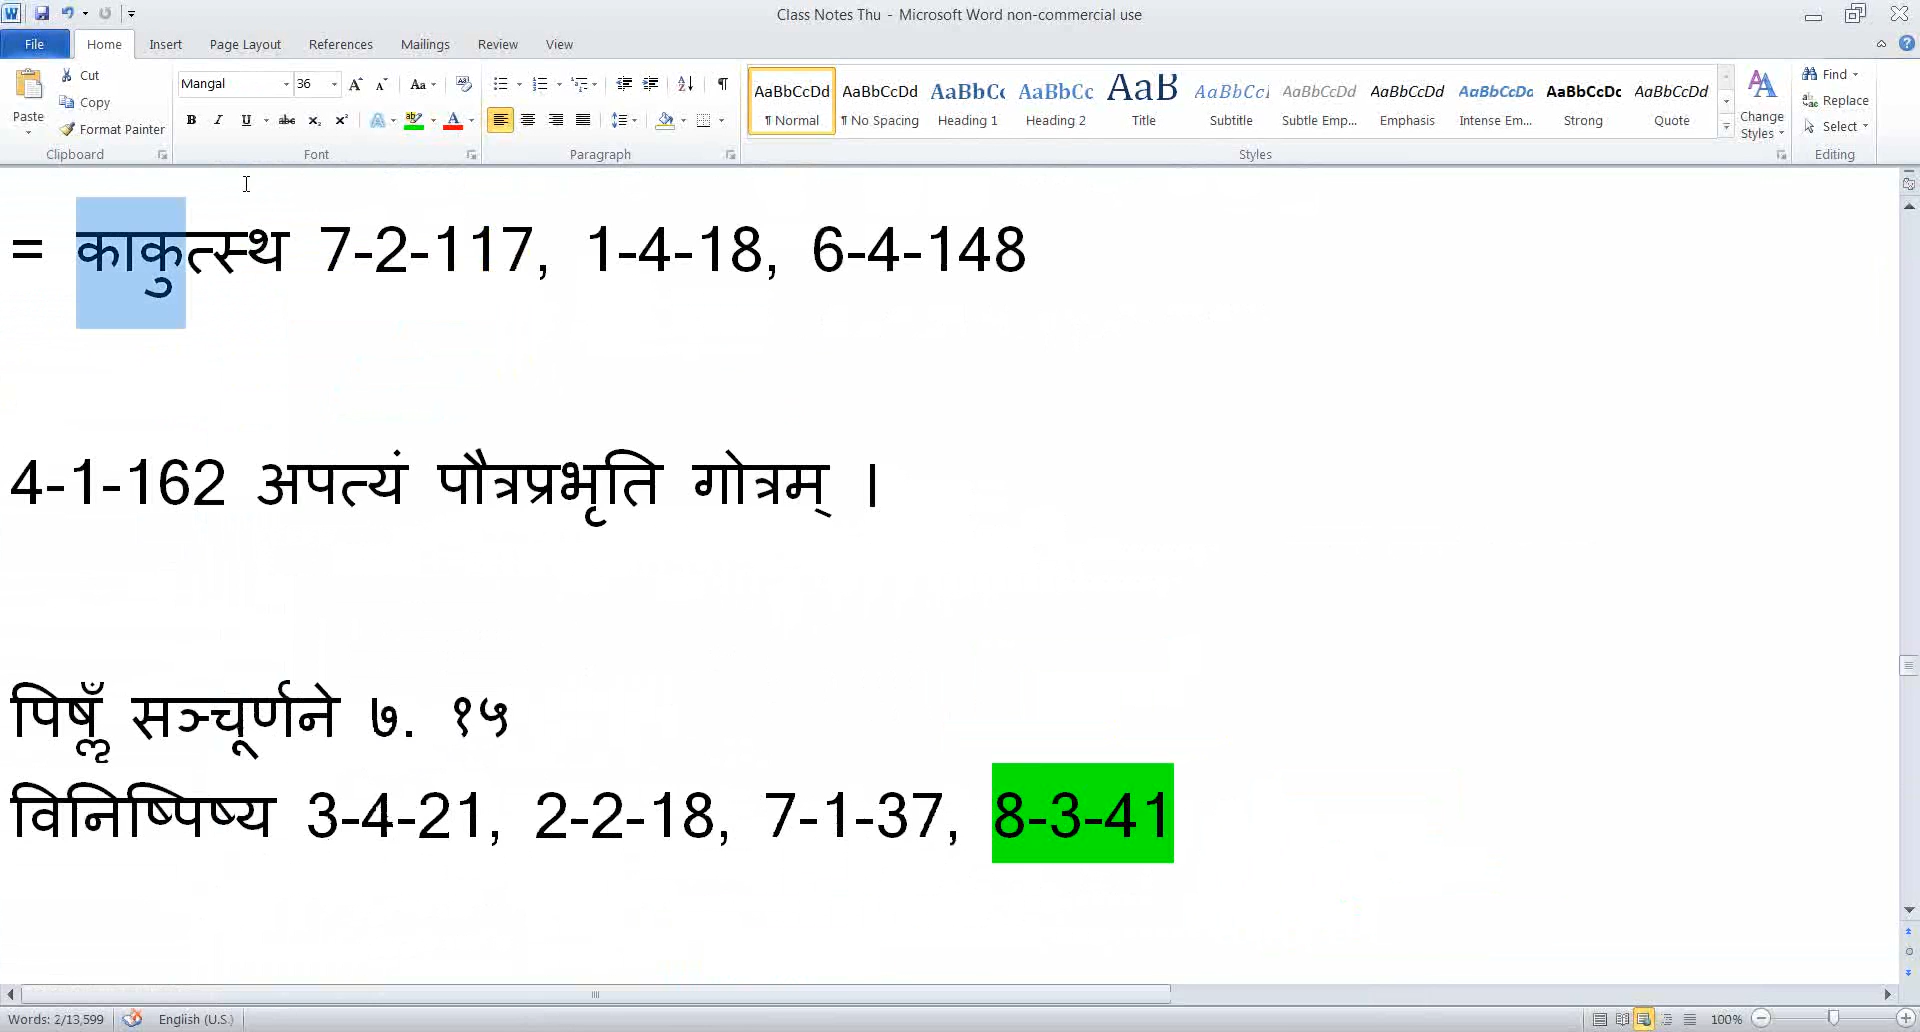 Class Notes Thu - Microsoft Word non-commercial use
File Home Insert Page Layout References Mailings Review View
Paste Cut Copy Format Painter
Mangal 36
AaBbCcDd AaBbCcDd AaBbCc AaBbCc AaB AaBbCcI AaBbCcDd AaBbCcDd AaBbCcDd AaBbCcDc AaBbCcDd
¶ Normal ¶ No Spacing Heading 1 Heading 2 Title Subtitle Subtle Emp... Emphasis Intense Em... Strong Quote
Change Styles
Find
Replace
Select
Clipboard Font Paragraph Styles Editing
= काकुत्स्थ 7-2-117, 1-4-18, 6-4-148
4-1-162 अपत्यं पौत्रप्रभृति गोत्रम् ।
पिषॢँ सञ्चूर्णने ७. १५
विनिष्पिष्य 3-4-21, 2-2-18, 7-1-37, 8-3-41
Words: 2/13,599 English (U.S.) 100%